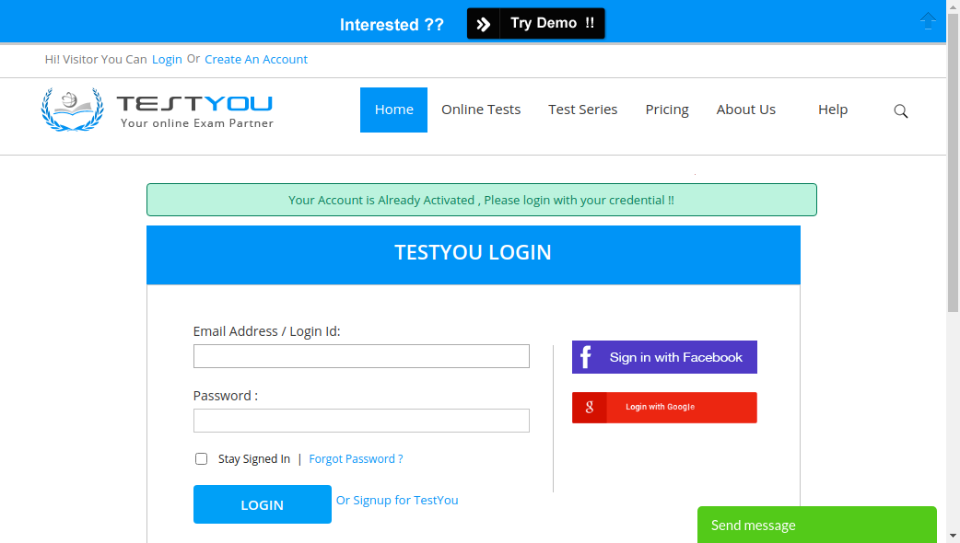 Interested ?? Try Demo !!
Hi! Visitor You Can Login Or Create An Account
TESTYOU
Your online Exam Partner
Home Online Tests Test Series Pricing About Us Help
Your Account is Already Activated , Please login with your credential !!
TESTYOU LOGIN
Email Address / Login Id:
Sign in with Facebook
Password :
g Login with Google
Stay Signed In | Forgot Password ?
LOGIN Or Signup for TestYou
Send message